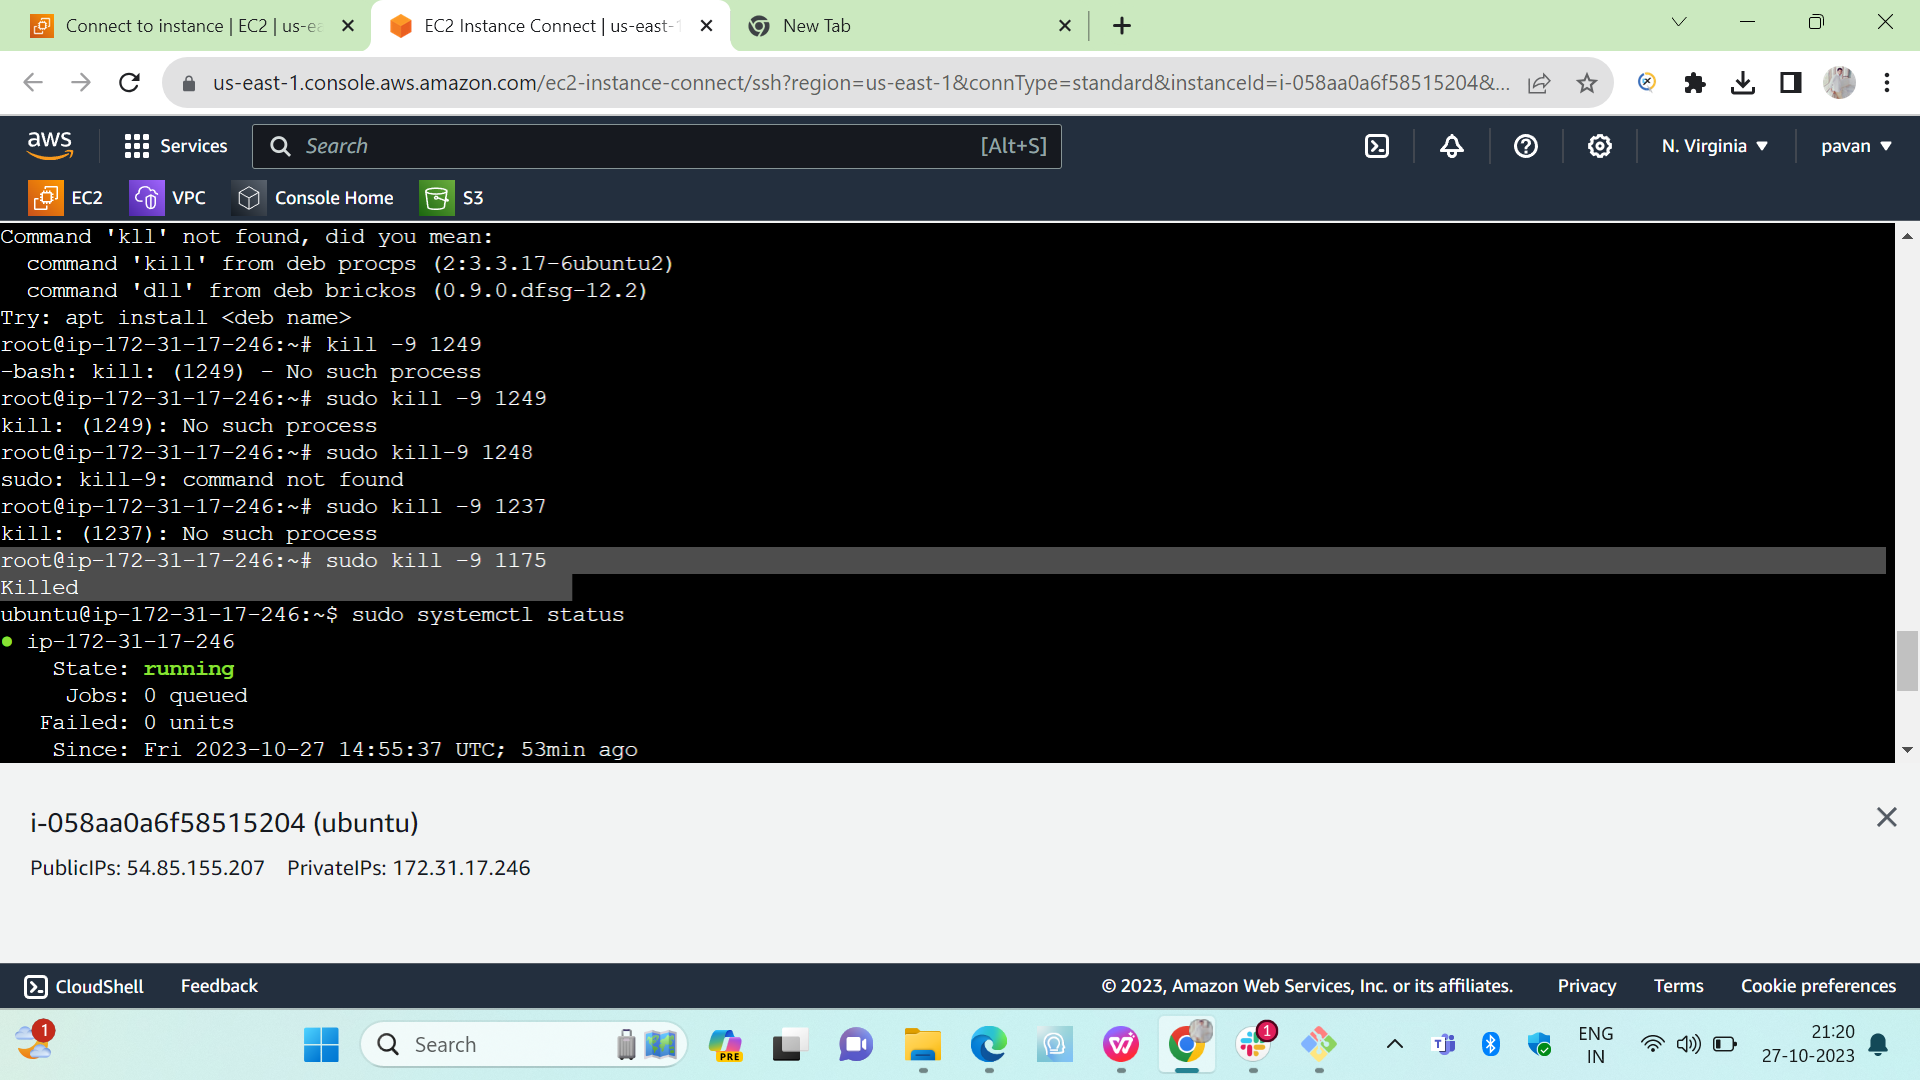 Connect to instance | EC2 | us-ea
EC2 Instance Connect | us-east-1
New Tab
us-east-1.console.aws.amazon.com/ec2-instance-connect/ssh?region=us-east-1&connType=standard&instanceId=i-058aa0a6f58515204&...
aws
Services
Search
[Alt+S]
N. Virginia
pavan
EC2
VPC
Console Home
S3
Command 'kll' not found, did you mean:
command 'kill' from deb procps (2:3.3.17-6ubuntu2)
command 'dll' from deb brickos (0.9.0.dfsg-12.2)
Try: apt install <deb name>
root@ip-172-31-17-246:~# kill -9 1249
-bash: kill: (1249) - No such process
root@ip-172-31-17-246:~# sudo kill -9 1249
kill: (1249): No such process
root@ip-172-31-17-246:~# sudo kill-9 1248
sudo: kill-9: command not found
root@ip-172-31-17-246:~# sudo kill -9 1237
kill: (1237): No such process
root@ip-172-31-17-246:~# sudo kill -9 1175
Killed
ubuntu@ip-172-31-17-246:~$ sudo systemctl status
● ip-172-31-17-246
State: running
Jobs: 0 queued
Failed: 0 units
Since: Fri 2023-10-27 14:55:37 UTC; 53min ago
i-058aa0a6f58515204 (ubuntu)
PublicIPs: 54.85.155.207 PrivateIPs: 172.31.17.246
CloudShell
Feedback
© 2023, Amazon Web Services, Inc. or its affiliates.
Privacy
Terms
Cookie preferences
1
Search
PRE
1
ENG
IN
21:20
27-10-2023